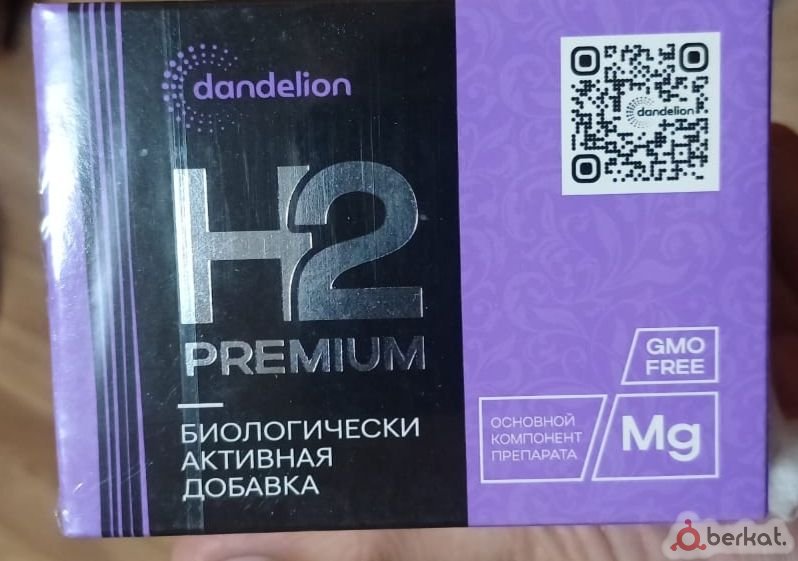 dandelion
H2
PREMIUM
БИОЛОГИЧЕСКИ
АКТИВНАЯ
ДОБАВКА
dandelion
GMO
FREE
ОСНОВНОЙ
КОМПОНЕНТ
ПРЕПАРАТА
Mg
berkat.